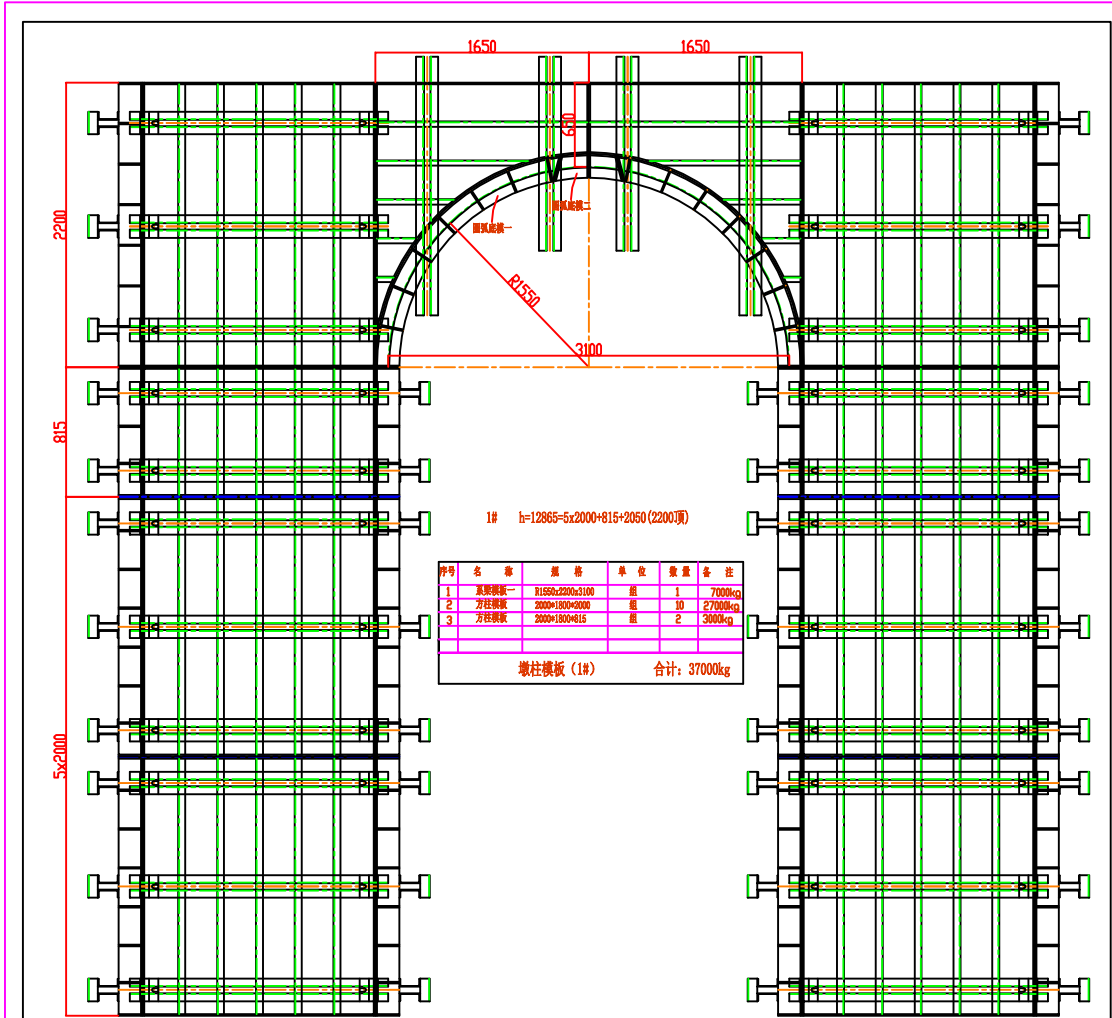 1650 1650
650
2200
圆弧底模二
圆弧底模一
R1550
3100
815
1# h=12865=5x2000+815+2050(2200顶)
序号 名 称 规 格 单 位 数 量 备 注
1 系梁模板一 R1550x2200x3100 组 1 7000kg
2 方柱模板 2000*1800*2000 组 10 27000kg
3 方柱模板 2000*1800*815 组 2 3000kg
墩柱模板 (1#) 合计: 37000kg
5x2000